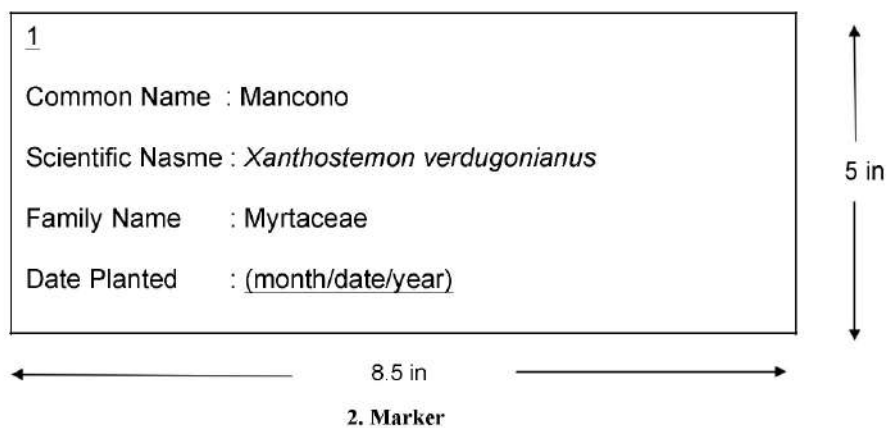 1
Common Name : Mancono
Scientific Nasme : Xanthostemon verdugonianus
Family Name : Myrtaceae
Date Planted : (month/date/year)
5 in
8.5 in
2. Marker